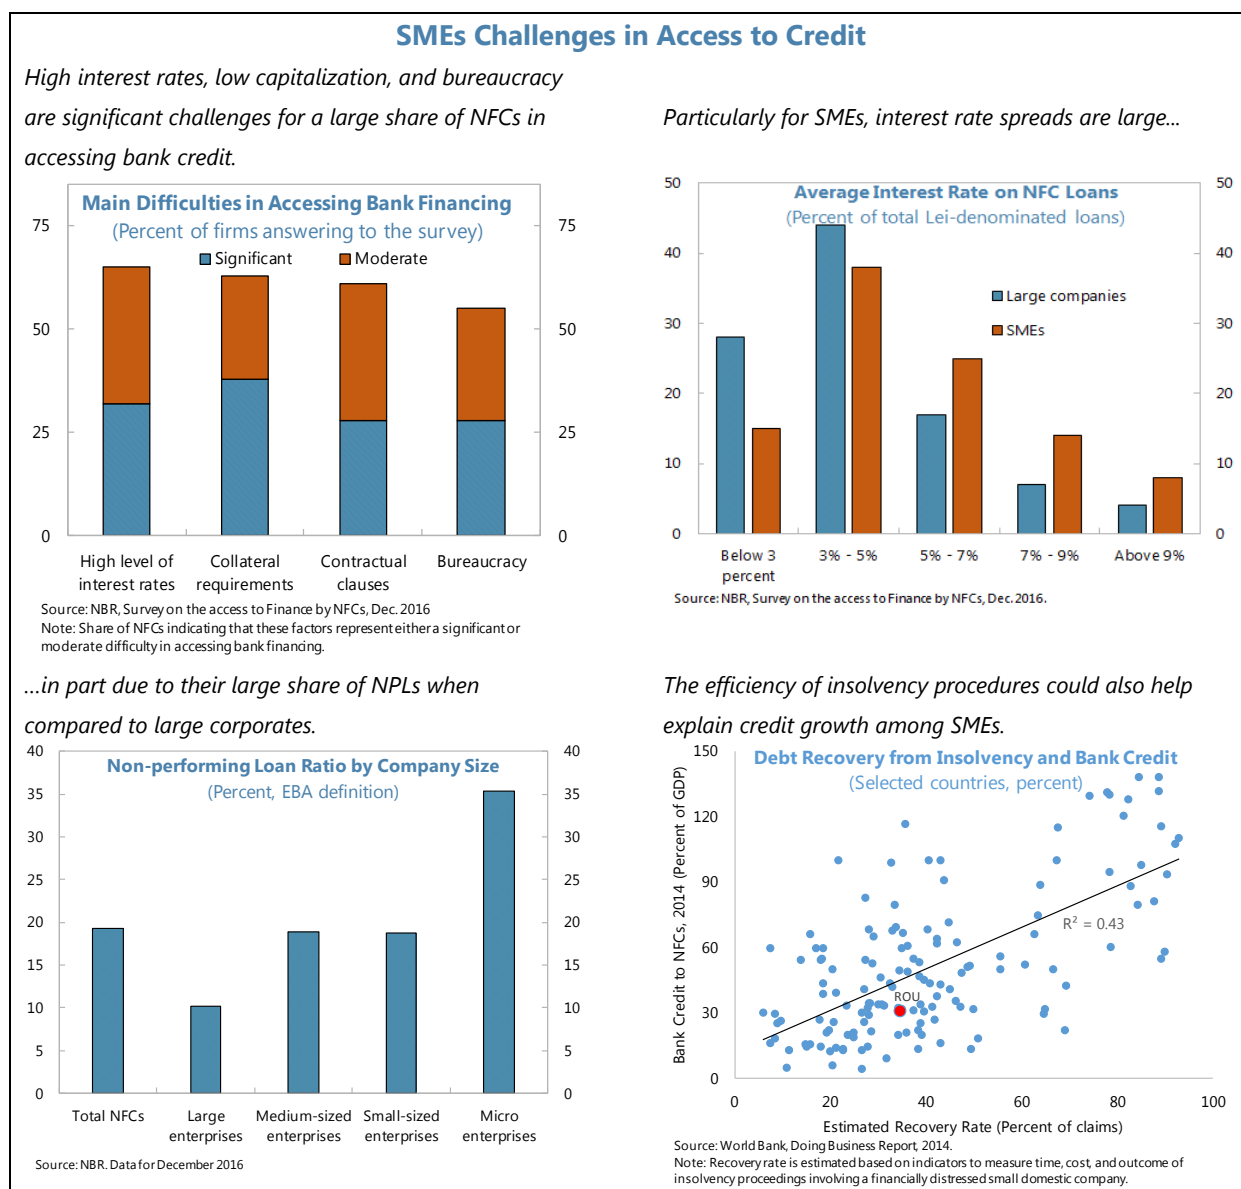 SMEs Challenges in Access to Credit
High interest rates, low capitalization, and bureaucracy
are significant challenges for a large share of NFCs in
accessing bank credit.
Main Difficulties in Accessing Bank Financing
(Percent of firms answering to the survey)
Significant
Moderate
75
50
25
0
75
50
25
0
High level of
interest rates
Collateral
requirements
Contractual
clauses
Bureaucracy
Source: NBR, Survey on the access to Finance by NFCs, Dec. 2016
Note: Share of NFCs indicating that these factors represent either a significant or
moderate difficulty in accessing bank financing.
Particularly for SMEs, interest rate spreads are large...
Average Interest Rate on NFC Loans
(Percent of total Lei-denominated loans)
Large companies
SMEs
50
40
30
20
10
0
50
40
30
20
10
0
Below 3
percent
3% - 5%
5% - 7%
7% - 9%
Above 9%
Source: NBR, Survey on the access to Finance by NFCs, Dec. 2016.
...in part due to their large share of NPLs when
compared to large corporates.
Non-performing Loan Ratio by Company Size
(Percent, EBA definition)
40
35
30
25
20
15
10
5
0
40
35
30
25
20
15
10
5
0
Total NFCs
Large
enterprises
Medium-sized
enterprises
Small-sized
enterprises
Micro
enterprises
Source: NBR. Data for December 2016
The efficiency of insolvency procedures could also help
explain credit growth among SMEs.
Debt Recovery from Insolvency and Bank Credit
(Selected countries, percent)
Bank Credit to NFCs, 2014 (Percent of GDP)
150
120
90
60
30
0
R² = 0.43
ROU
0
20
40
60
80
100
Estimated Recovery Rate (Percent of claims)
Source: World Bank, Doing Business Report, 2014.
Note: Recovery rate is estimated based on indicators to measure time, cost, and outcome of
insolvency proceedings involving a financially distressed small domestic company.